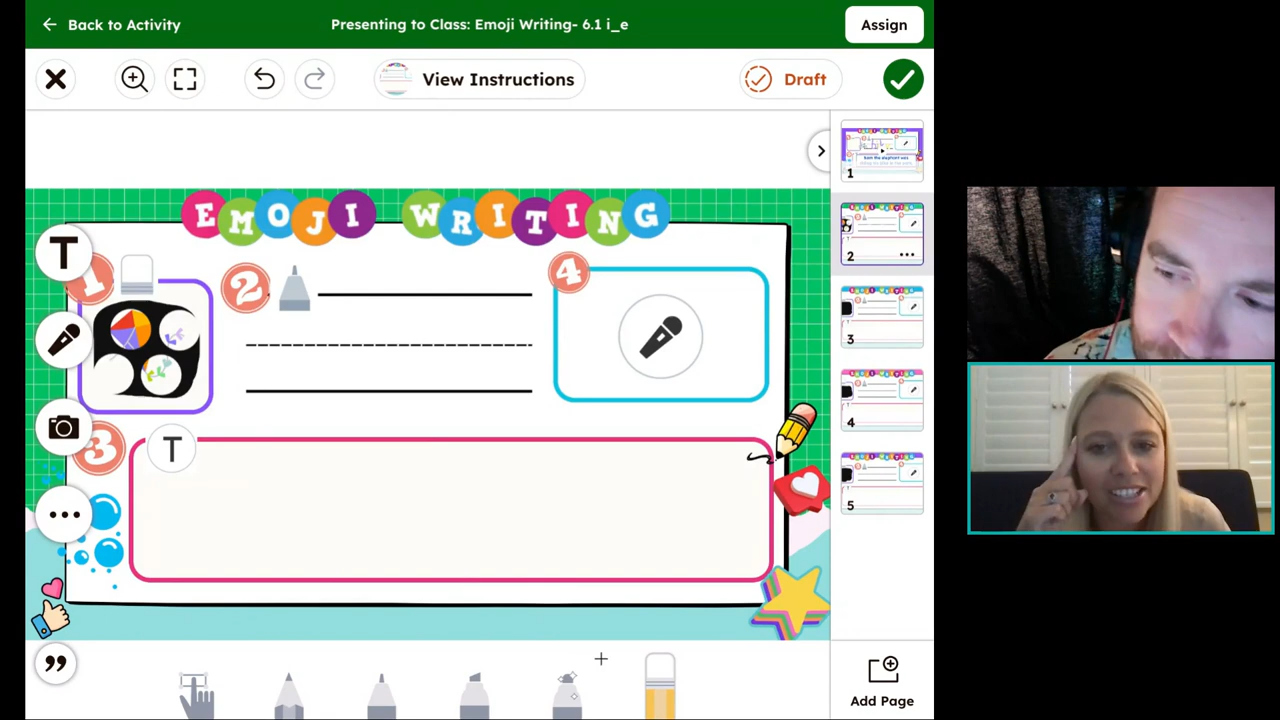 Back to Activity
Presenting to Class: Emoji Writing- 6.1 i_e
Assign
View Instructions
Draft
EMOJI WRITING
1
2
4
3
T
T
1
2
3
4
5
Add Page